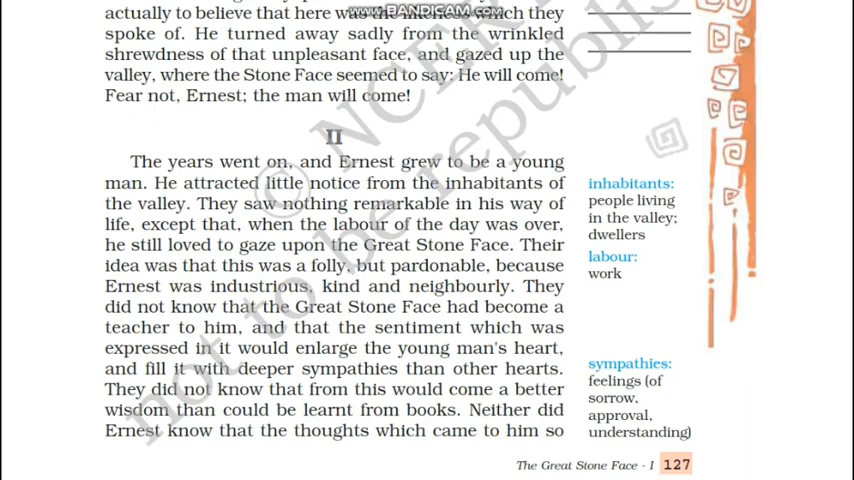 actually to believe that here was the likeness which they
www.BANDICAM.com
spoke of. He turned away sadly from the wrinkled
shrewdness of that unpleasant face, and gazed up the
valley, where the Stone Face seemed to say: He will come!
Fear not, Ernest; the man will come!
II
The years went on, and Ernest grew to be a young
man. He attracted little notice from the inhabitants of
the valley. They saw nothing remarkable in his way of
life, except that, when the labour of the day was over,
he still loved to gaze upon the Great Stone Face. Their
idea was that this was a folly, but pardonable, because
Ernest was industrious, kind and neighbourly. They
did not know that the Great Stone Face had become a
teacher to him, and that the sentiment which was
expressed in it would enlarge the young man's heart,
and fill it with deeper sympathies than other hearts.
They did not know that from this would come a better
wisdom than could be learnt from books. Neither did
Ernest know that the thoughts which came to him so
inhabitants:
people living
in the valley;
dwellers
labour:
work
sympathies:
feelings (of
sorrow,
approval,
understanding)
The Great Stone Face - I 127
© NCERT
not to be republis